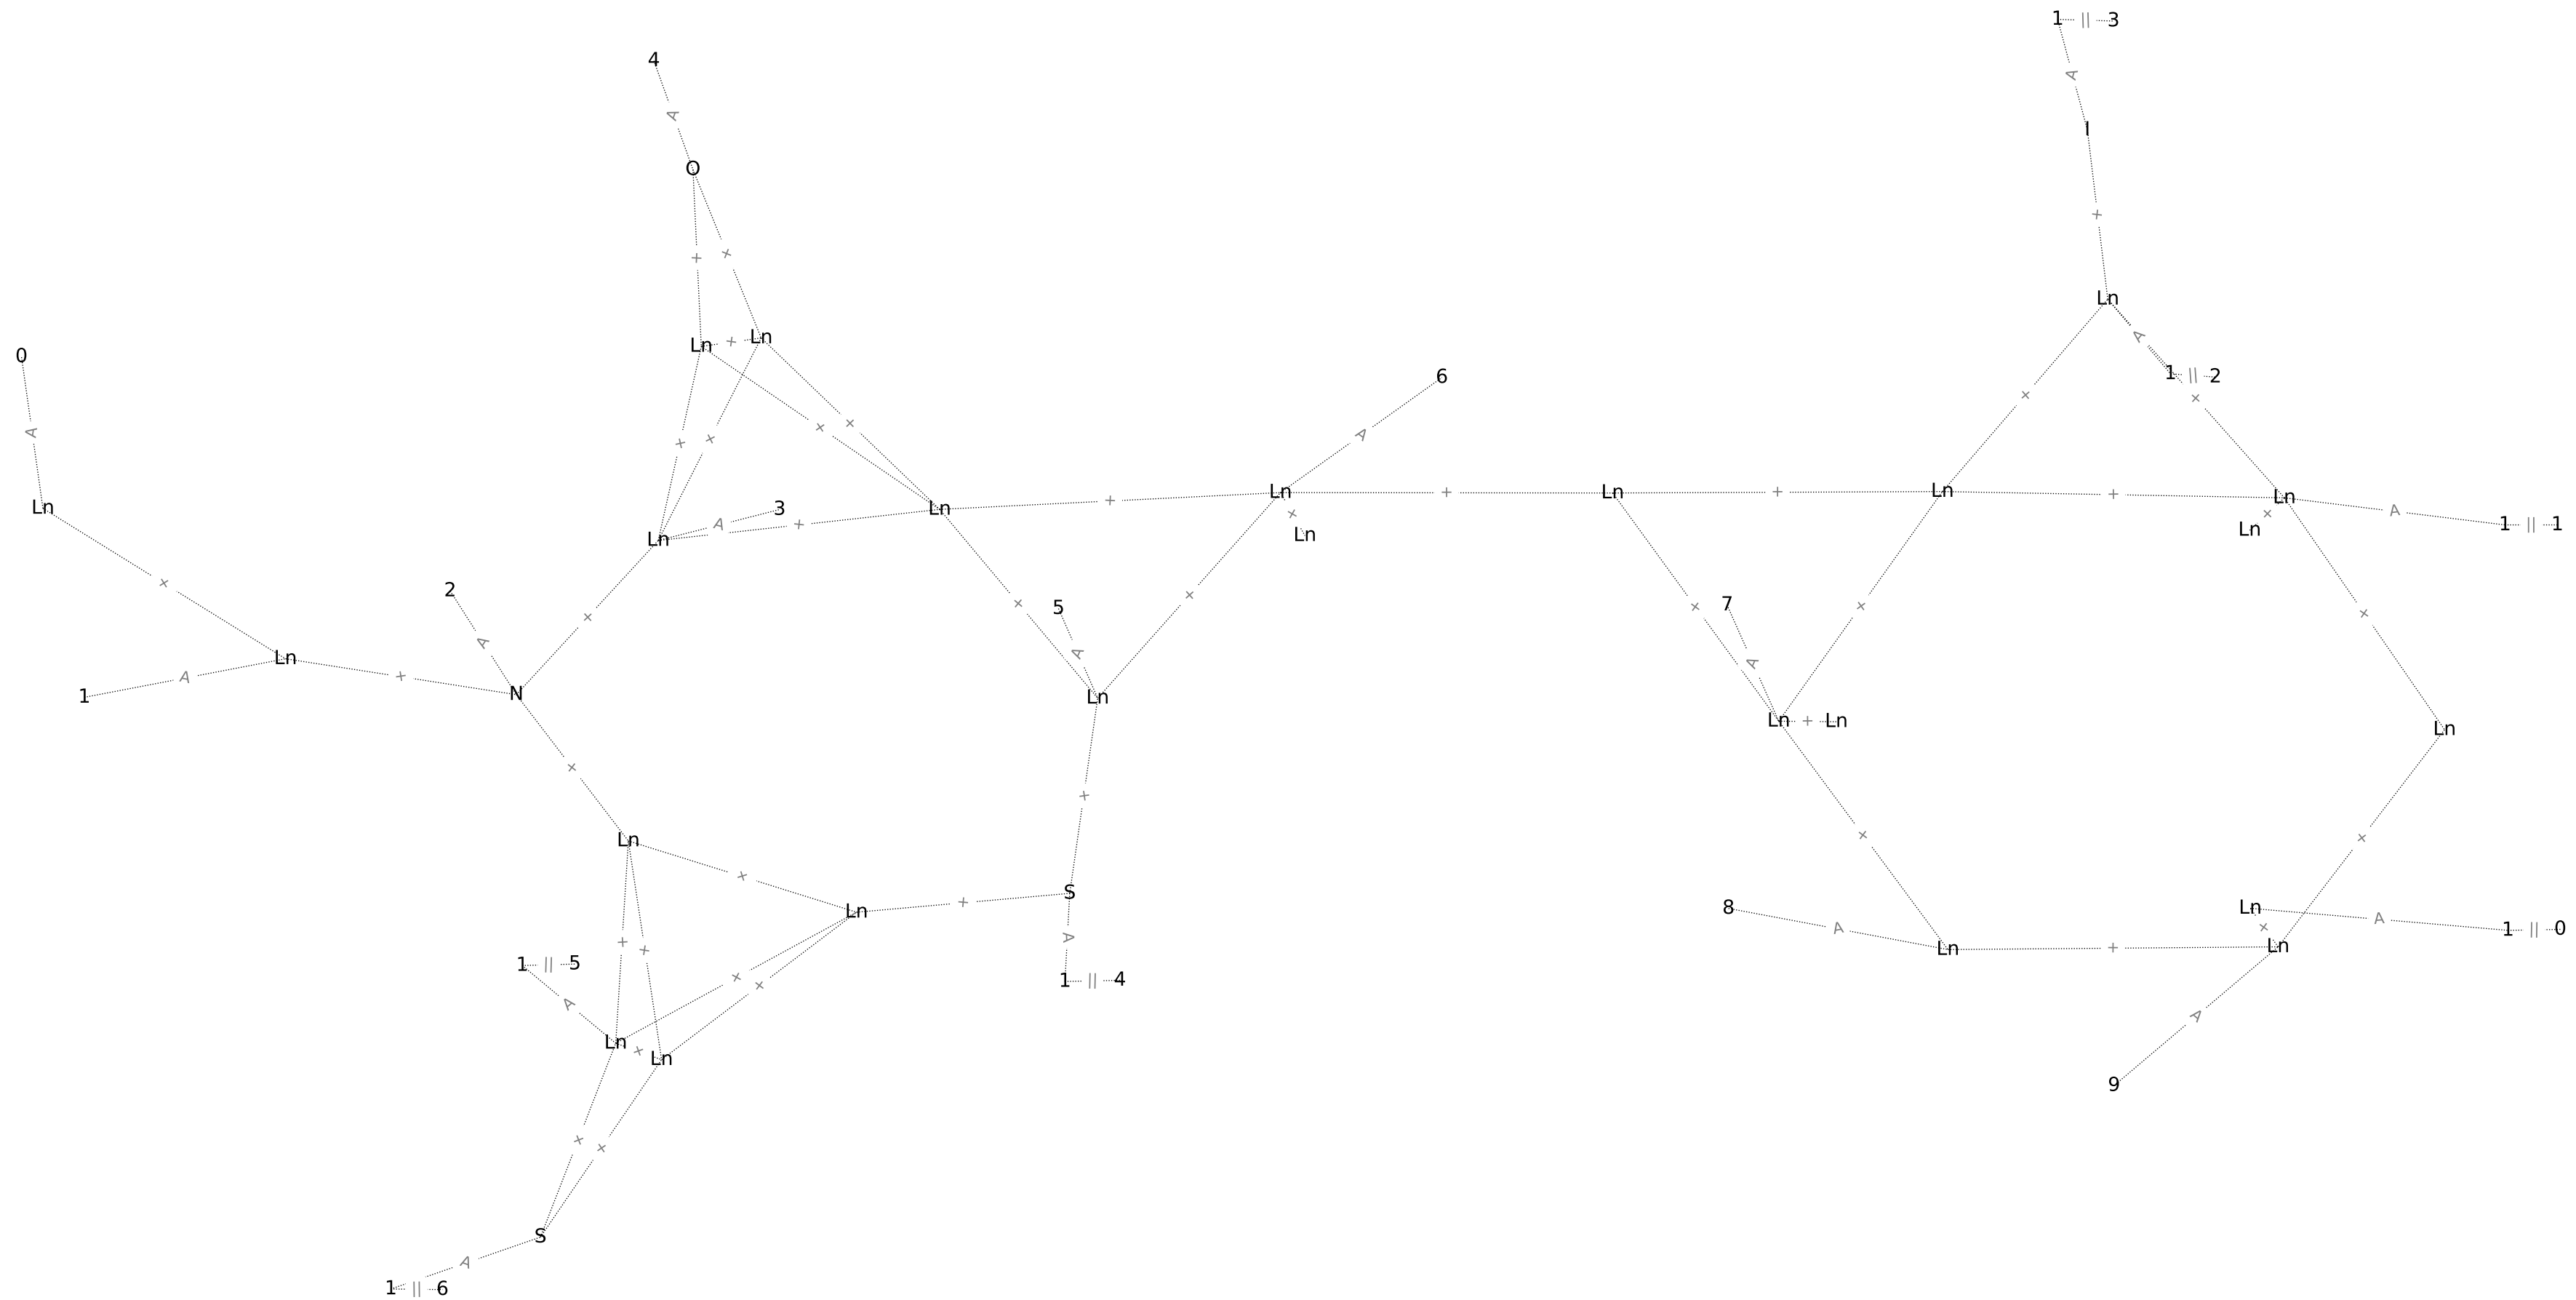 1 || 3
4
A
A
O
I
+
×
+
Ln
Ln + Ln
A
0
×
1 || 2
6
×
A
×
×
+
×
A
Ln
Ln + Ln + Ln + Ln + Ln
3
A
+
Ln
Ln
×
Ln
×
A
1 || 1
Ln
×
2
×
×
5
×
7
×
×
A
A
A
Ln
1
A
+
N
Ln
Ln + Ln
Ln
×
+
×
×
Ln
×
Ln
+
S
8
A
Ln
×
A
1 || 0
+
+
A
Ln
+
Ln
1 || 5
×
×
1 || 4
A
Ln
×
Ln
A
9
×
×
S
A
1 || 6